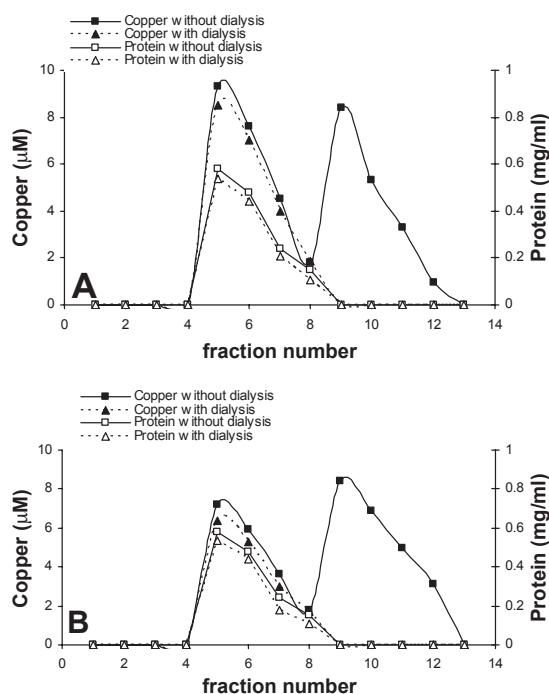 Copper without dialysis
Copper with dialysis
Protein without dialysis
Protein with dialysis
10 1
8 0.8
6 0.6
4 0.4
2 0.2
0 0
Copper (μM)
Protein (mg/ml)
A
0 2 4 6 8 10 12 14
fraction number
Copper without dialysis
Copper with dialysis
Protein without dialysis
Protein with dialysis
10 1
8 0.8
6 0.6
4 0.4
2 0.2
0 0
Copper (μM)
Protein (mg/ml)
B
0 2 4 6 8 10 12 14
fraction number